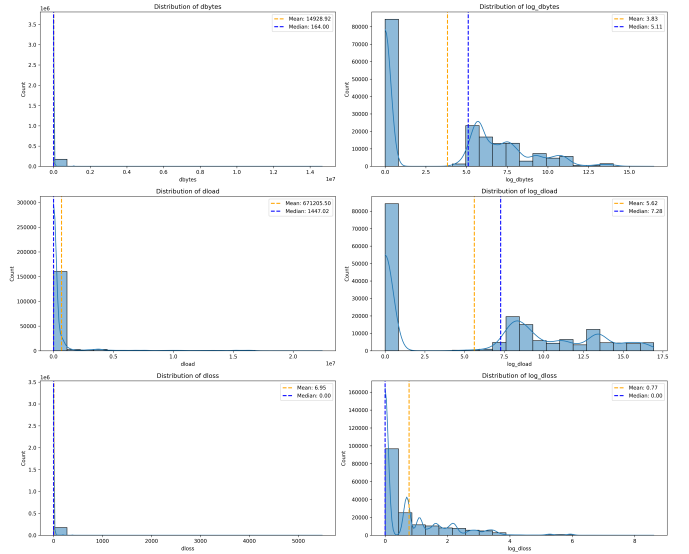 Distribution of dbytes
1e6
Mean: 14928.92
Median: 164.00
3.5
3.0
2.5
2.0
1.5
1.0
0.5
0.0
Count
0.0 0.2 0.4 0.6 0.8 1.0 1.2 1.4
1e7
dbytes
Distribution of log_dbytes
Mean: 3.83
Median: 5.11
80000
70000
60000
50000
40000
30000
20000
10000
0
Count
0.0 2.5 5.0 7.5 10.0 12.5 15.0
log_dbytes
Distribution of dload
Mean: 671205.50
Median: 1447.02
300000
250000
200000
150000
100000
50000
0
Count
0.0 0.5 1.0 1.5 2.0
1e7
dload
Distribution of log_dload
Mean: 5.62
Median: 7.28
80000
70000
60000
50000
40000
30000
20000
10000
0
Count
0.0 2.5 5.0 7.5 10.0 12.5 15.0 17.5
log_dload
Distribution of dloss
1e6
Mean: 6.95
Median: 0.00
3.5
3.0
2.5
2.0
1.5
1.0
0.5
0.0
Count
0 1000 2000 3000 4000 5000
dloss
Distribution of log_dloss
Mean: 0.77
Median: 0.00
160000
140000
120000
100000
80000
60000
40000
20000
0
Count
0 2 4 6 8
log_dloss